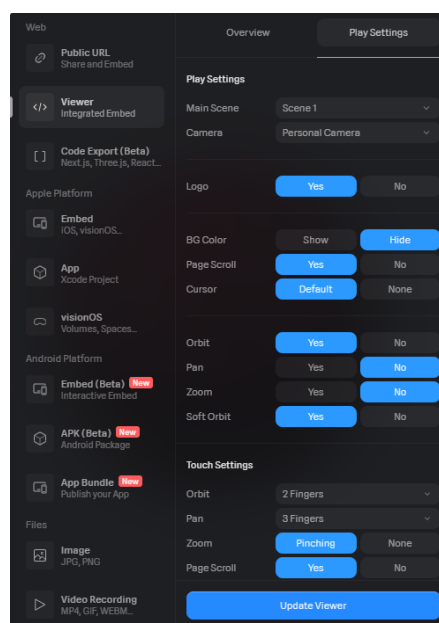 Web
Public URL
Share and Embed
Viewer
Integrated Embed
Code Export (Beta)
Next.js, Three.js, React...
Apple Platform
Embed
iOS, visionOS...
App
Xcode Project
visionOS
Volumes, Spaces...
Android Platform
Embed (Beta) New
Interactive Embed
APK (Beta) New
Android Package
App Bundle New
Publish your App
Files
Image
JPG, PNG
Video Recording
MP4, GIF, WEBM...
Overview Play Settings
Play Settings
Main Scene Scene 1
Camera Personal Camera
Logo Yes No
BG Color Show Hide
Page Scroll Yes No
Cursor Default None
Orbit Yes No
Pan Yes No
Zoom Yes No
Soft Orbit Yes No
Touch Settings
Orbit 2 Fingers
Pan 3 Fingers
Zoom Pinching None
Page Scroll Yes No
Update Viewer